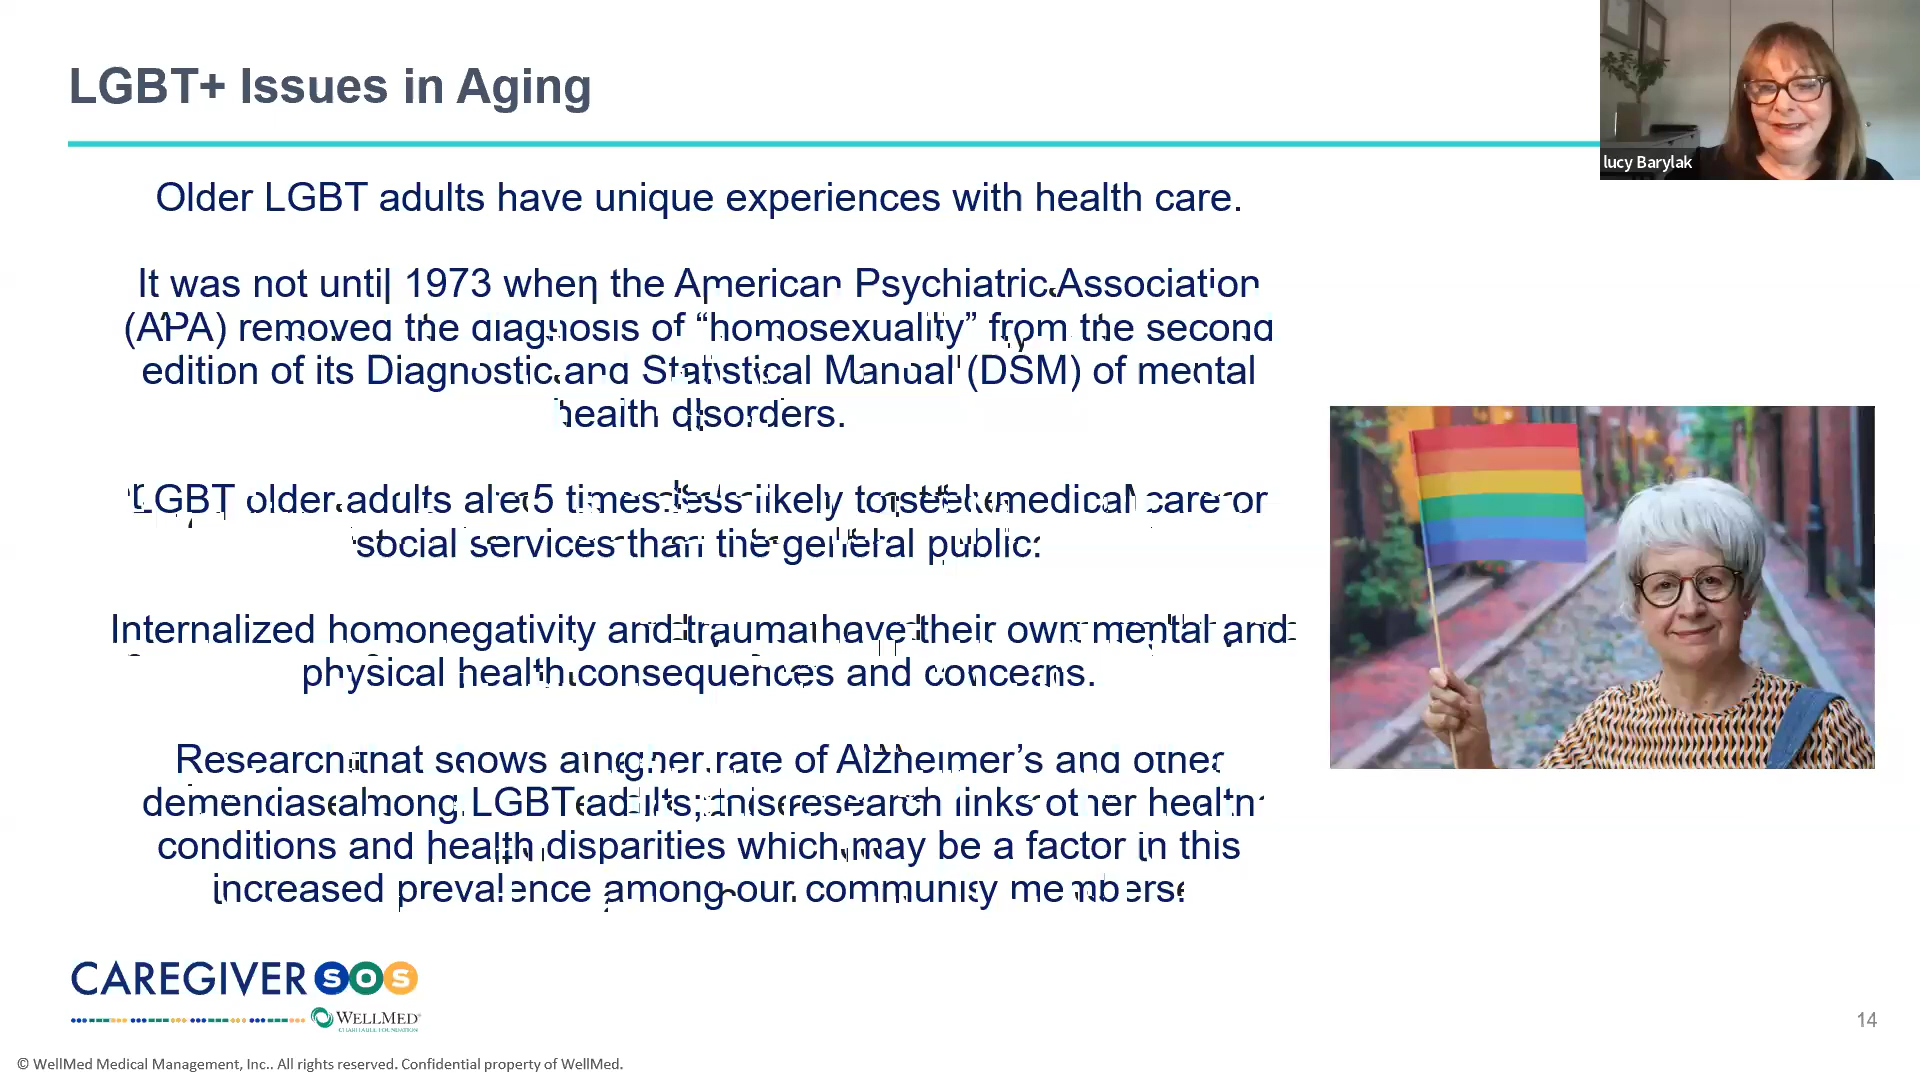 LGBT+ Issues in Aging
lucy Barylak
Older LGBT adults have unique experiences with health care.
It was not until 1973 when the American Psychiatric Association
(APA) removed the diagnosis of “homosexuality” from the second
edition of its Diagnostic and Statistical Manual (DSM) of mental
health disorders.
LGBT older adults are 5 times less likely to seek medical care or
social services than the general public.
Internalized homonegativity and trauma have their own mental and
physical health consequences and concerns.
Research that shows a higher rate of Alzheimer’s and other
dementias among LGBT adults; research links other health
conditions and health disparities which may be a factor in this
increased prevalence among our community members.
CAREGIVER SOS
WELLMED
CHARITABLE FOUNDATION
14
© WellMed Medical Management, Inc.. All rights reserved. Confidential property of WellMed.